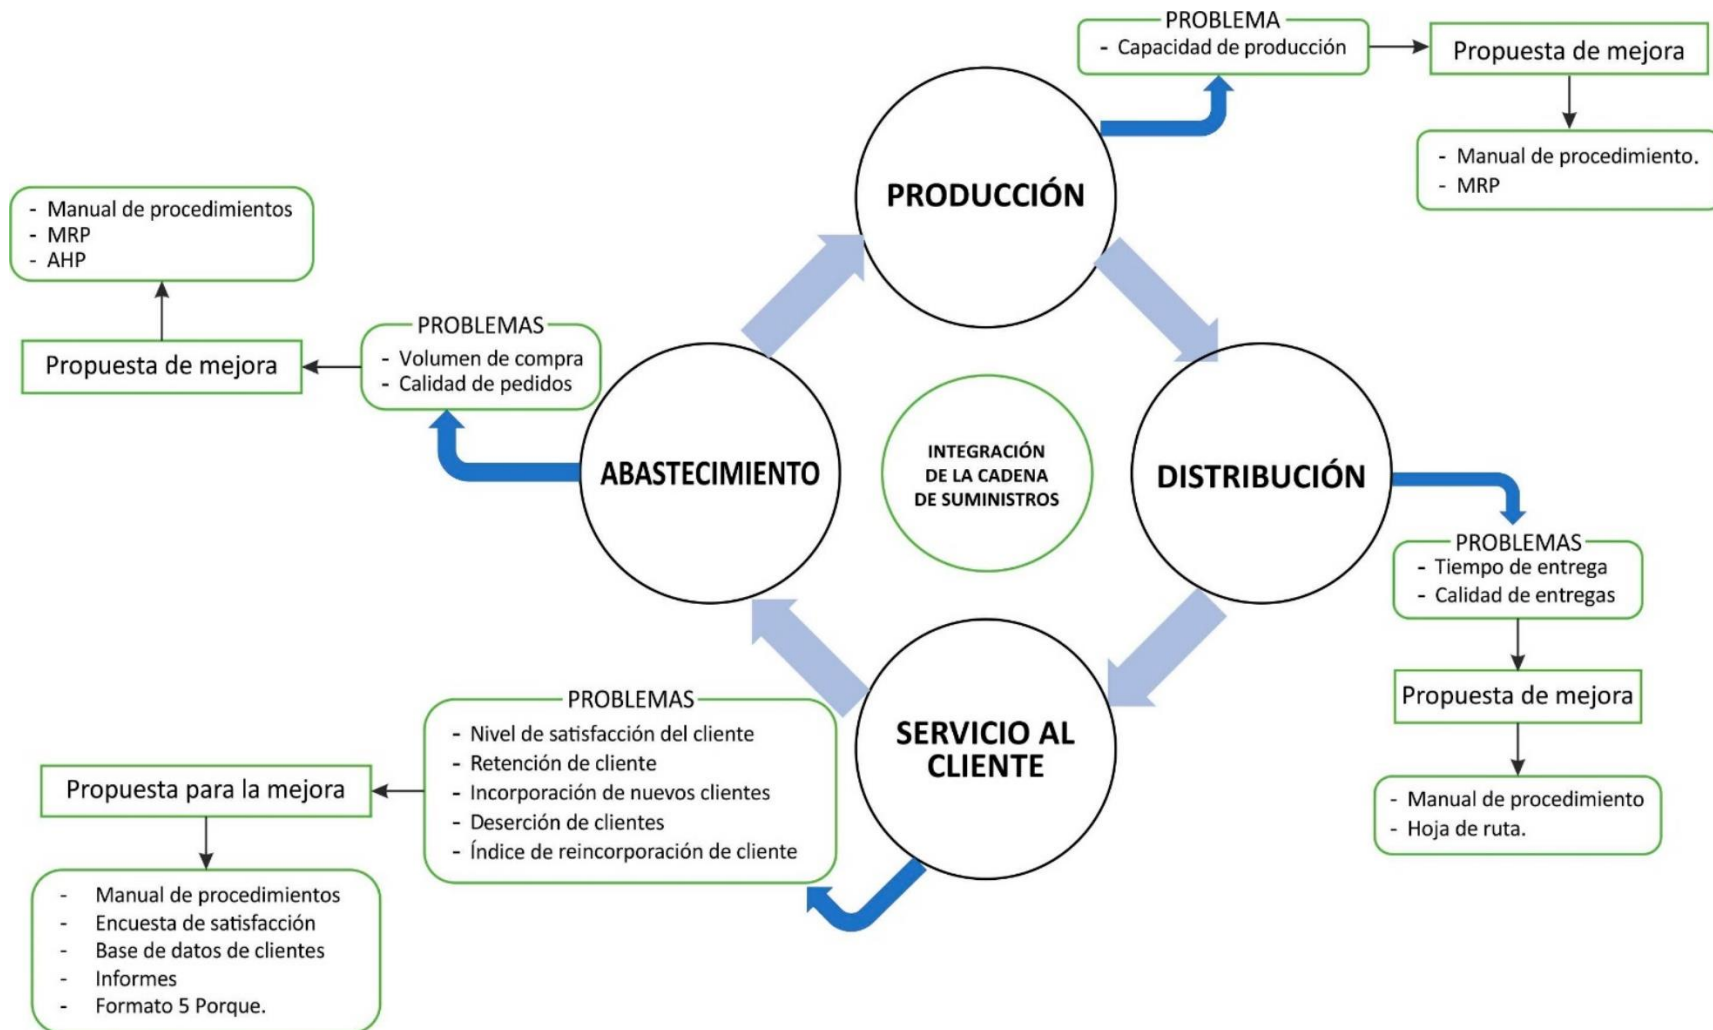 PROBLEMA
- Capacidad de producción
Propuesta de mejora
- Manual de procedimiento.
- MRP
PRODUCCIÓN
- Manual de procedimientos
- MRP
- AHP
PROBLEMAS
- Volumen de compra
- Calidad de pedidos
Propuesta de mejora
ABASTECIMIENTO
INTEGRACIÓN
DE LA CADENA
DE SUMINISTROS
DISTRIBUCIÓN
PROBLEMAS
- Tiempo de entrega
- Calidad de entregas
Propuesta de mejora
- Manual de procedimiento
- Hoja de ruta.
SERVICIO AL
CLIENTE
PROBLEMAS
- Nivel de satisfacción del cliente
- Retención de cliente
- Incorporación de nuevos clientes
- Deserción de clientes
- Índice de reincorporación de cliente
Propuesta para la mejora
- Manual de procedimientos
- Encuesta de satisfacción
- Base de datos de clientes
- Informes
- Formato 5 Porque.